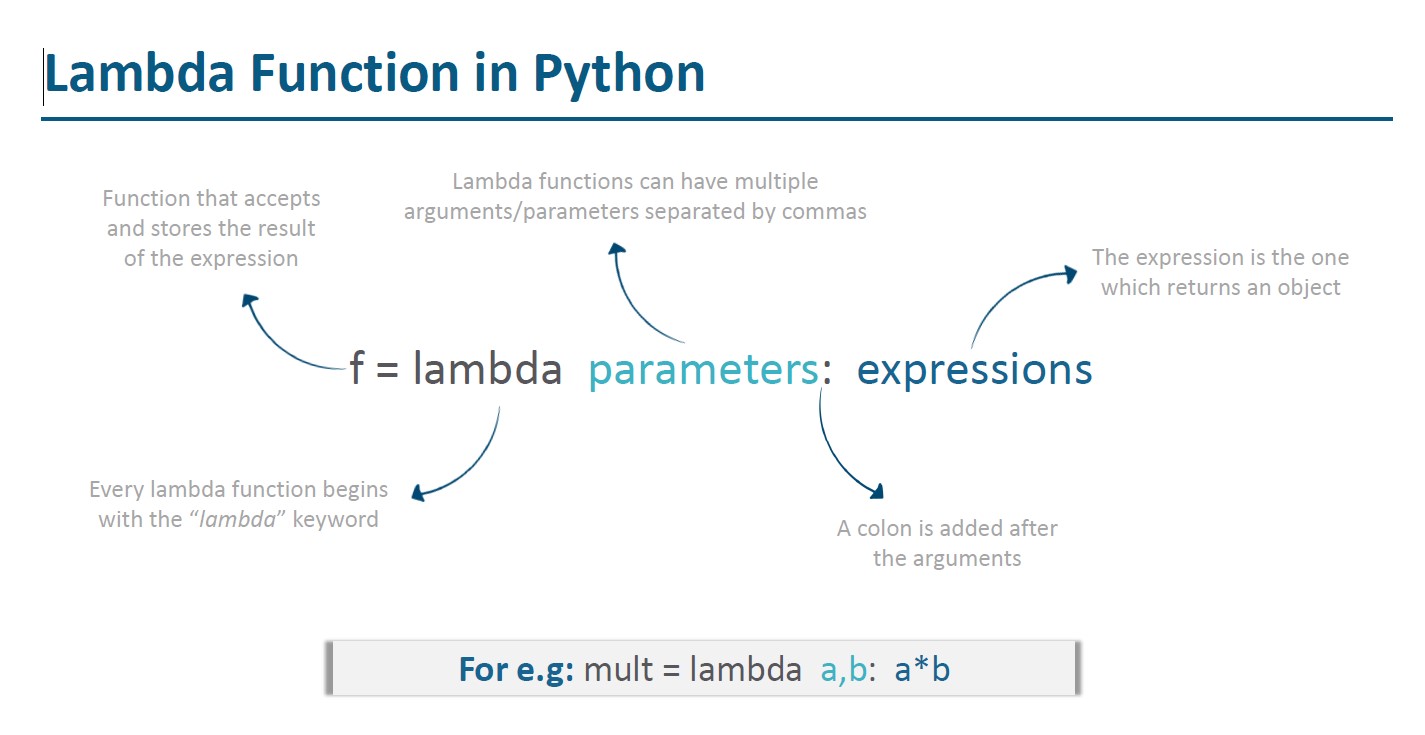 Lambda Function in Python
Function that accepts
and stores the result
of the expression
Lambda functions can have multiple
arguments/parameters separated by commas
The expression is the one
which returns an object
f = lambda parameters: expressions
Every lambda function begins
with the “lambda” keyword
A colon is added after
the arguments
For e.g: mult = lambda a,b: a*b